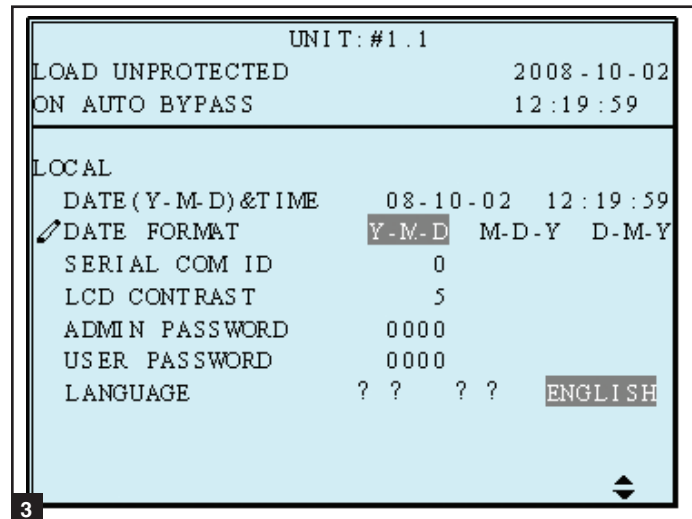 UNIT:#1.1
LOAD UNPROTECTED 2008-10-02
ON AUTO BYPASS 12:19:59
LOCAL
DATE(Y-M-D)&TIME 08-10-02 12:19:59
DATE FORMAT Y-M-D M-D-Y D-M-Y
SERIAL COM ID 0
LCD CONTRAST 5
ADMIN PASSWORD 0000
USER PASSWORD 0000
LANGUAGE ? ? ? ? ENGLISH
3